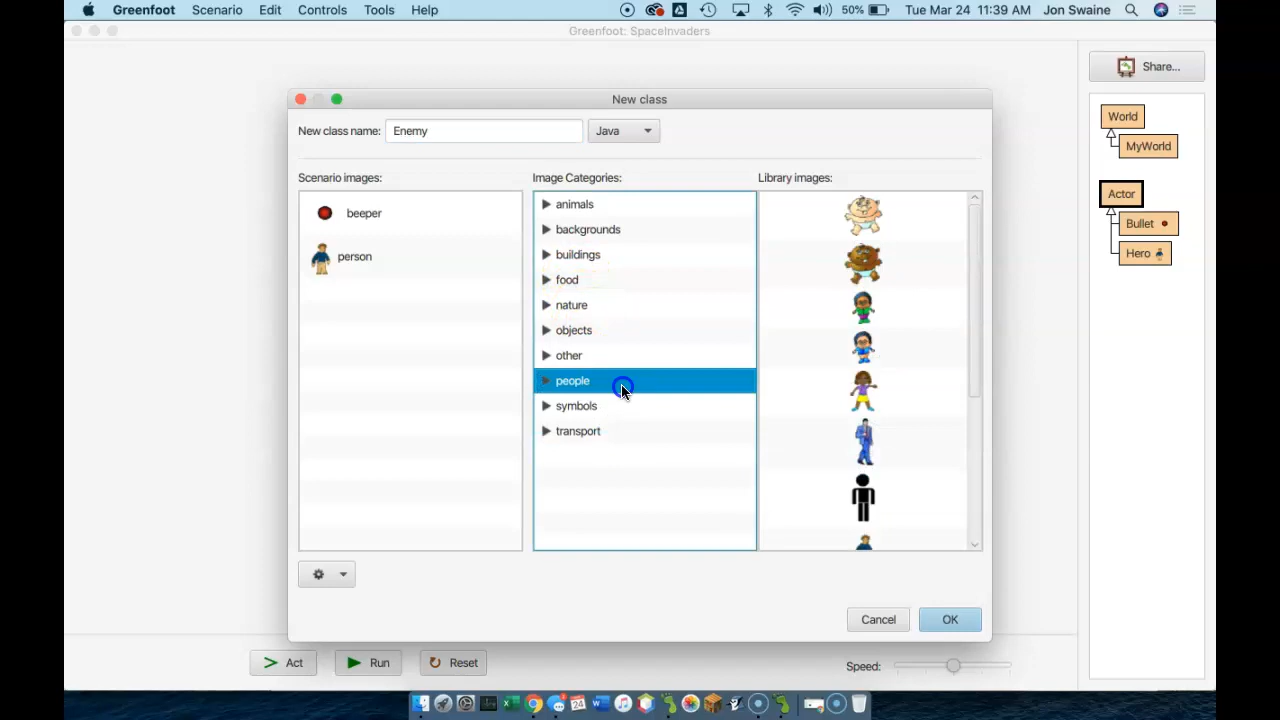 Greenfoot Scenario Edit Controls Tools Help 50% Tue Mar 24 11:39 AM Jon Swaine
Greenfoot: SpaceInvaders
Share...
New class
New class name: Enemy Java
World
MyWorld
Actor
Bullet
Hero
Scenario images: Image Categories: Library images:
beeper
person
animals
backgrounds
buildings
food
nature
objects
other
people
symbols
transport
Cancel OK
Act Run Reset Speed:
24